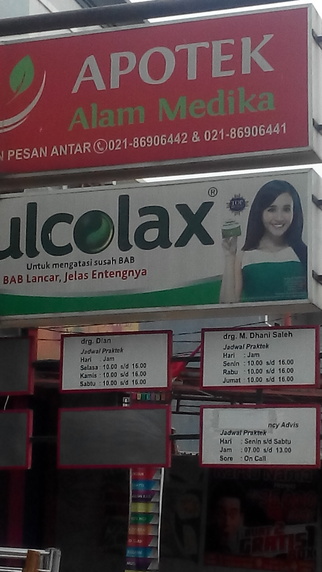 APOTEK
Alam Medika
N PESAN ANTAR 021-86906442 & 021-86906441
ulcolax®
Untuk mengatasi susah BAB
BAB Lancar, Jelas Entengnya
drg. Dian
Jadwal Praktek
Hari : Jam
Selasa : 10.00 s/d 16.00
Kamis : 10.00 s/d 16.00
Sabtu : 10.00 s/d 16.00
drg. M. Dhani Saleh
Jadwal Praktek
Hari : Jam
Senin : 10.00 s/d 16.00
Rabu : 10.00 s/d 16.00
Jumat : 10.00 s/d 16.00
ncy Advis
Jadwal Praktek
Hari : Senin s/d Sabtu
Jam : 07.00 s/d 13.00
Sore : On Call
GRATIS